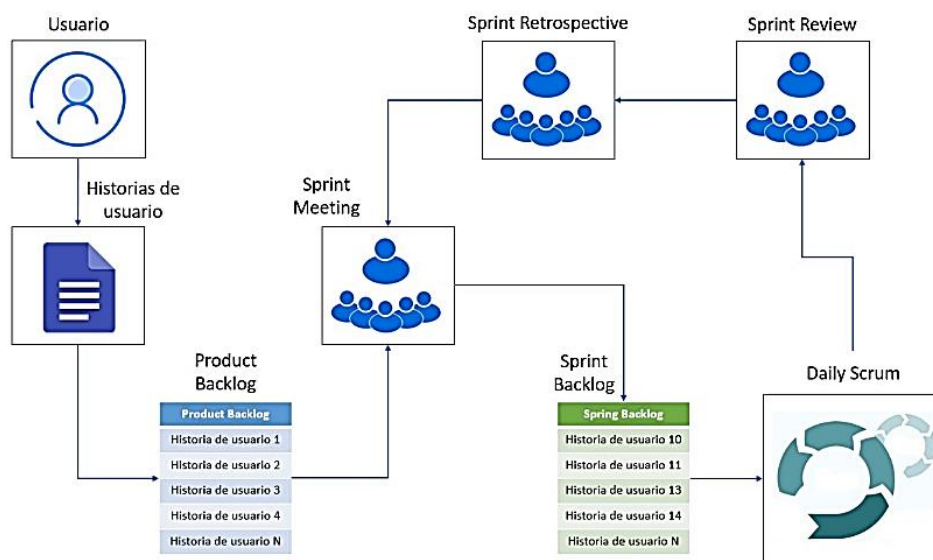 Usuario
Historias de
usuario
Product
Backlog
Product Backlog
Historia de usuario 1
Historia de usuario 2
Historia de usuario 3
Historia de usuario 4
Historia de usuario N
Sprint
Meeting
Sprint Retrospective
Sprint Review
Sprint
Backlog
Spring Backlog
Historia de usuario 10
Historia de usuario 11
Historia de usuario 13
Historia de usuario 14
Historia de usuario N
Daily Scrum